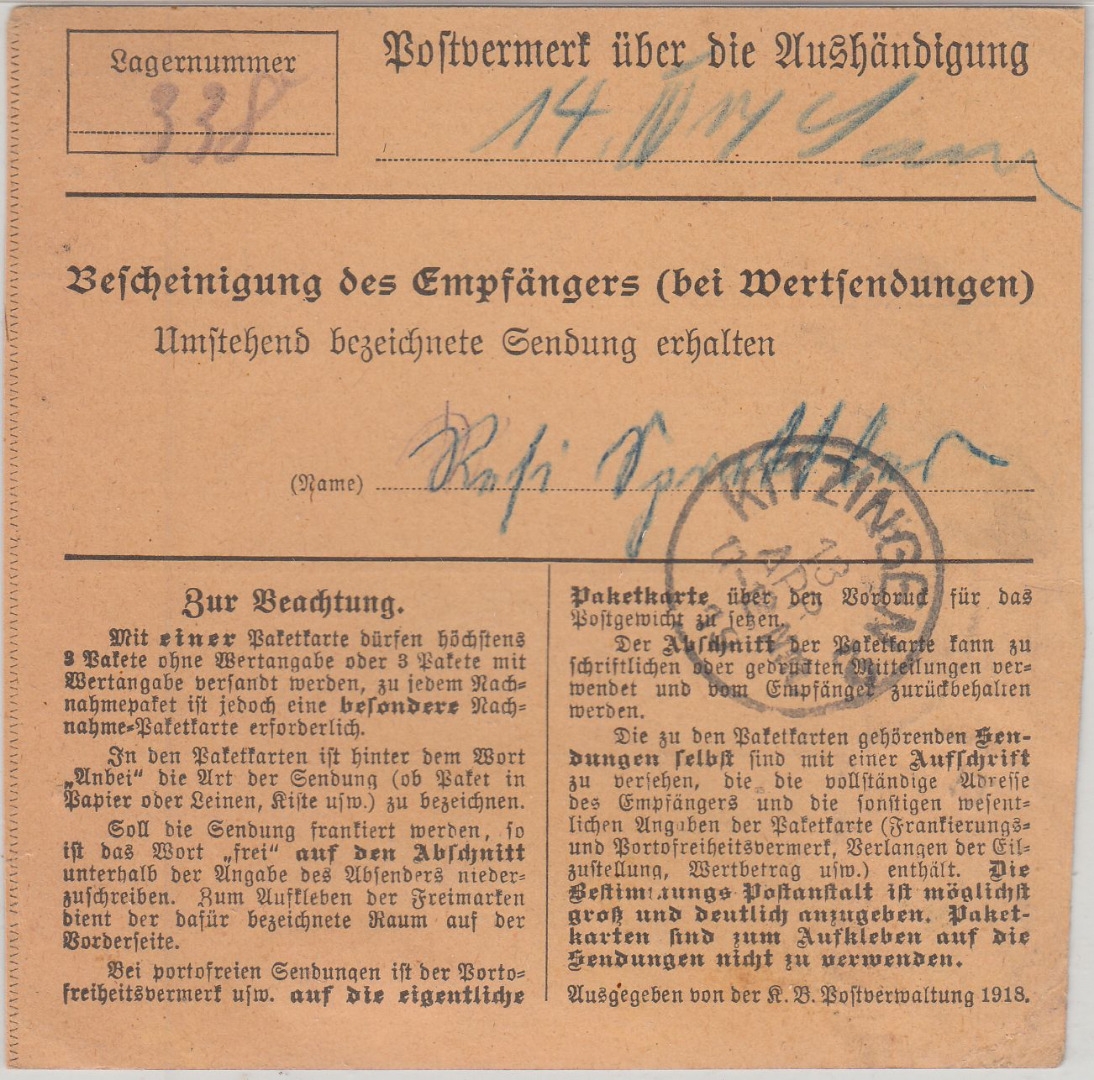 Lagernummer
338
Postvermerk über die Aushändigung
14. IV
Bescheinigung des Empfängers (bei Wertsendungen)
Umstehend bezeichnete Sendung erhalten
(Name) Resi
KITZINGEN
13
APR
Zur Beachtung.
Mit einer Paketkarte dürfen höchstens
3 Pakete ohne Wertangabe oder 3 Pakete mit
Wertangabe versandt werden, zu jedem Nach-
nahmepaket ist jedoch eine besondere Nach-
nahme-Paketkarte erforderlich.
In den Paketkarten ist hinter dem Wort
„Anbei“ die Art der Sendung (ob Paket in
Papier oder Leinen, Kiste usw.) zu bezeichnen.
Soll die Sendung frankiert werden, so
ist das Wort „frei“ auf den Abschnitt
unterhalb der Angabe des Absenders nieder-
zuschreiben. Zum Aufkleben der Freimarken
dient der dafür bezeichnete Raum auf der
Vorderseite.
Bei portofreien Sendungen ist der Porto-
freiheitsvermerk usw. auf die eigentliche
Paketkarte über den Vordruck für das
Postgewicht zu setzen.
Der Abschnitt der Paketkarte kann zu
schriftlichen oder gedruckten Mitteilungen ver-
wendet und vom Empfänger zurückbehalten
werden.
Die zu den Paketkarten gehörenden Sen-
dungen selbst sind mit einer Aufschrift
zu versehen, die die vollständige Adresse
des Empfängers und die sonstigen wesent-
lichen Angaben der Paketkarte (Frankierungs-
und Portofreiheitsvermerk, Verlangen der Eil-
zustellung, Wertbetrag usw.) enthält. Die
Bestimmungs Postanstalt ist möglichst
groß und deutlich anzugeben. Paket-
karten sind zum Aufkleben auf die
Sendungen nicht zu verwenden.
Ausgegeben von der K. B. Postverwaltung 1918.